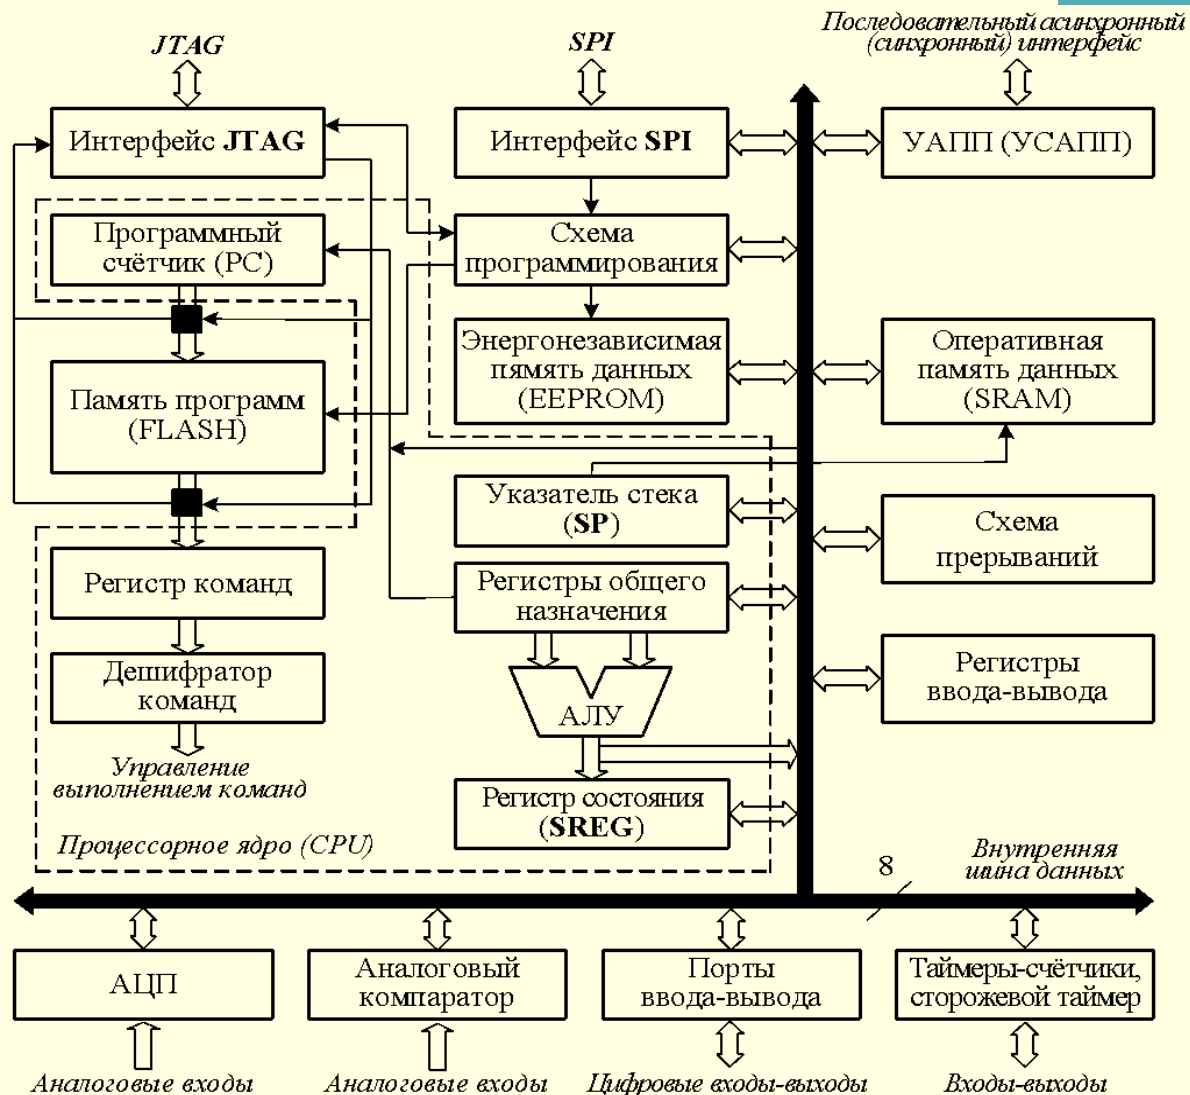 JTAG
SPI
Последовательный асинхронный
(синхронный) интерфейс
Интерфейс JTAG
Интерфейс SPI
УАПП (УСАПП)
Программный
счётчик (PC)
Схема
программирования
Память программ
(FLASH)
Энергонезависимая
пямять данных
(EEPROM)
Оперативная
память данных
(SRAM)
Указатель стека
(SP)
Схема
прерываний
Регистр команд
Регистры общего
назначения
Дешифратор
команд
Регистры
ввода-вывода
АЛУ
Управление
выполнением команд
Регистр состояния
(SREG)
Процессорное ядро (CPU)
8
Внутренняя
шина данных
АЦП
Аналоговый
компаратор
Порты
ввода-вывода
Таймеры-счётчики,
сторожевой таймер
Аналоговые входы
Аналоговые входы
Цифровые входы-выходы
Входы-выходы